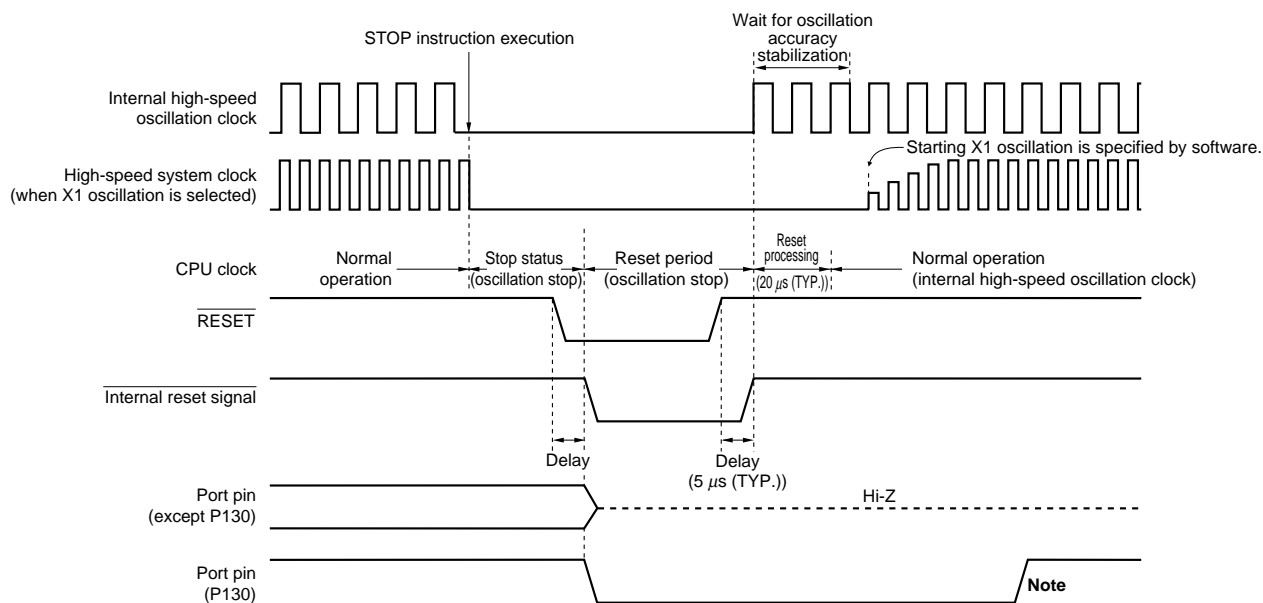 Wait for oscillation
accuracy
stabilization
STOP instruction execution
Internal high-speed
oscillation clock
Starting X1 oscillation is specified by software.
High-speed system clock
(when X1 oscillation is selected)
CPU clock
Normal
operation
Stop status
(oscillation stop)
Reset period
(oscillation stop)
Reset
processing
(20 μs (TYP.))
Normal operation
(internal high-speed oscillation clock)
RESET
Internal reset signal
Delay
Delay
(5 μs (TYP.))
Port pin
(except P130)
Hi-Z
Port pin
(P130)
Note